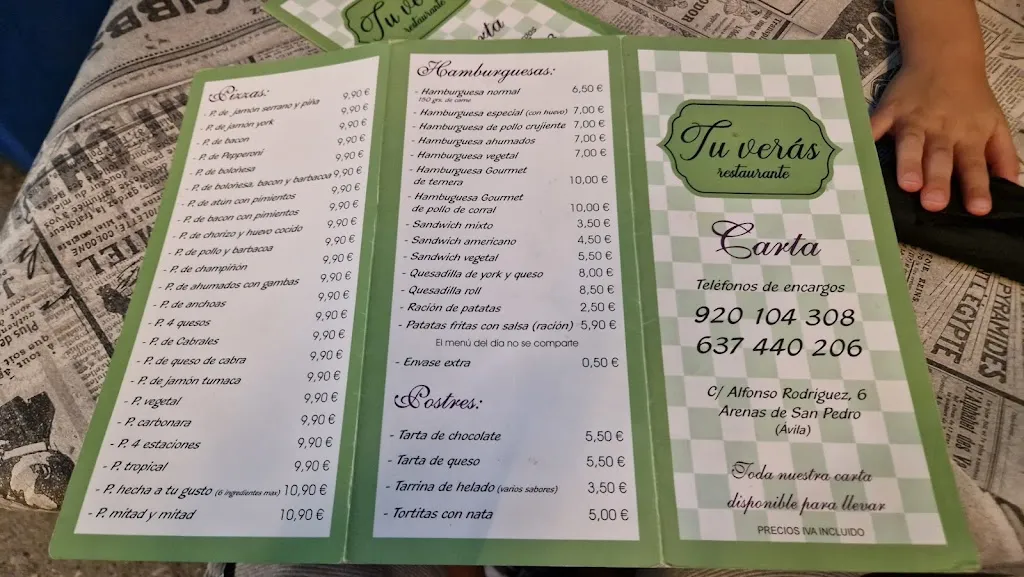 Tu verás
restaurante
Carta
Pizzas:
- P. de jamón serrano y piña 9,90 €
- P. de jamón york 9,90 €
- P. de bacon 9,90 €
- P. de Pepperoni 9,90 €
- P. de boloñesa 9,90 €
- P. de boloñesa, bacon y barbacoa 9,90 €
- P. de atún con pimientos 9,90 €
- P. de bacon con pimientos 9,90 €
- P. de chorizo y huevo cocido 9,90 €
- P. de pollo y barbacoa 9,90 €
- P. de champiñón 9,90 €
- P. de ahumados con gambas 9,90 €
- P. de anchoas 9,90 €
- P. 4 quesos 9,90 €
- P. de Cabrales 9,90 €
- P. de queso de cabra 9,90 €
- P. de jamón tumaca 9,90 €
- P. vegetal 9,90 €
- P. carbonara 9,90 €
- P. 4 estaciones 9,90 €
- P. tropical 9,90 €
- P. hecha a tu gusto (6 ingredientes max) 10,90 €
- P. mitad y mitad 10,90 €
Hamburguesas:
- Hamburguesa normal 6,50 €
150 grs. de carne
- Hamburguesa especial (con huevo) 7,00 €
- Hamburguesa de pollo crujiente 7,00 €
- Hamburguesa ahumados 7,00 €
- Hamburguesa vegetal 7,00 €
- Hamburguesa Gourmet
de ternera 10,00 €
- Hambuguesa Gourmet
de pollo de corral 10,00 €
- Sandwich mixto 3,50 €
- Sandwich americano 4,50 €
- Sandwich vegetal 5,50 €
- Quesadilla de york y queso 8,00 €
- Quesadilla roll 8,50 €
- Ración de patatas 2,50 €
- Patatas fritas con salsa (ración) 5,90 €
El menú del día no se comparte
- Envase extra 0,50 €
Postres:
- Tarta de chocolate 5,50 €
- Tarta de queso 5,50 €
- Tarrina de helado (varios sabores) 3,50 €
- Tortitas con nata 5,00 €
Tu verás
restaurante
Carta
Teléfonos de encargos
920 104 308
637 440 206
C/ Alfonso Rodriguez, 6
Arenas de San Pedro
(Avila)
Toda nuestra carta
disponible para llevar
PRECIOS IVA INCLUIDO
PYRAMIDES
EGYPTE